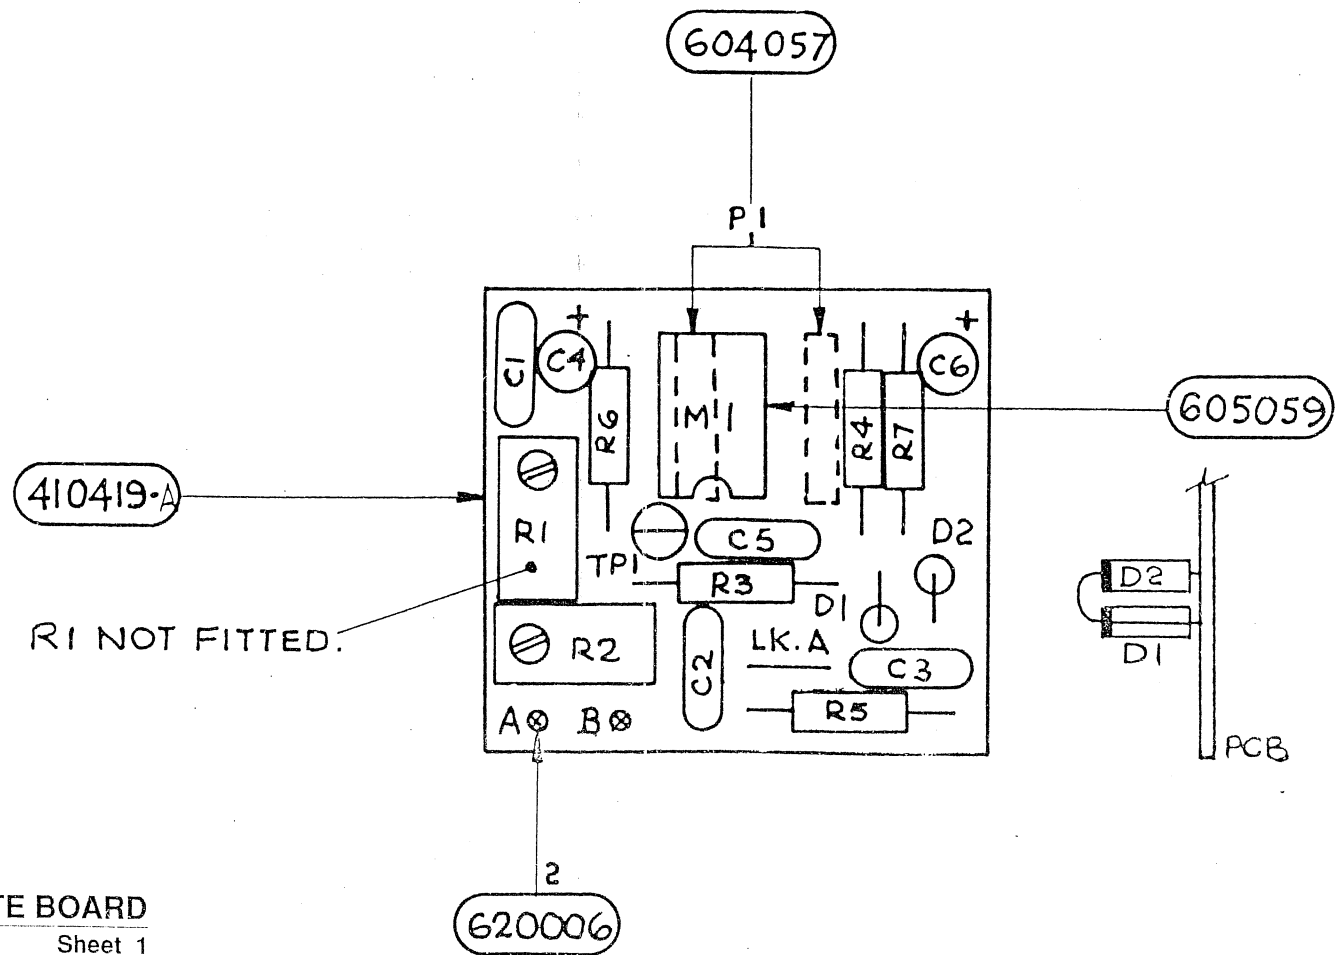 604057
P1
C1
+
C4
R6
M1
R4
R7
+
C6
605059
410419-A
R1
TP1
C5
D2
R3
D1
D2
D1
R1 NOT FITTED.
R2
C2
LK.A
C3
R5
A
B
PCB
2
620006
TE BOARD
Sheet 1